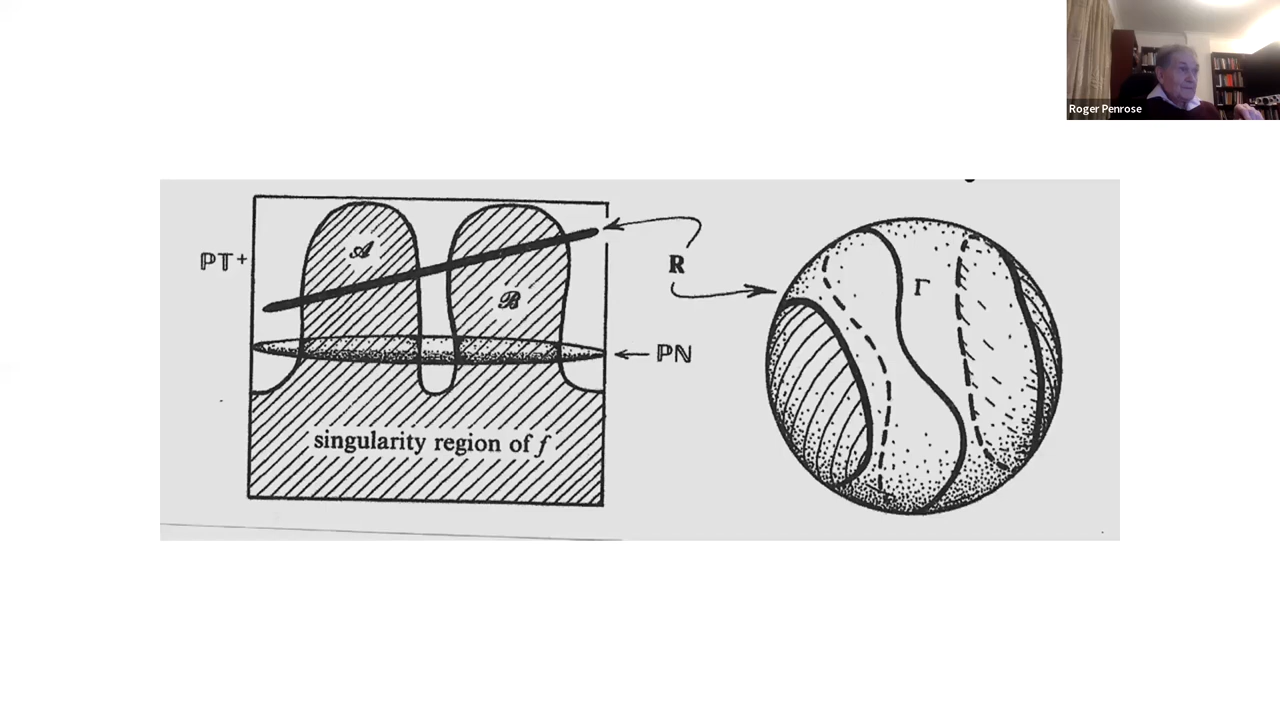 Roger Penrose
ℙ𝕋⁺
𝒜
ℬ
R
Γ
ℙℕ
singularity region of f